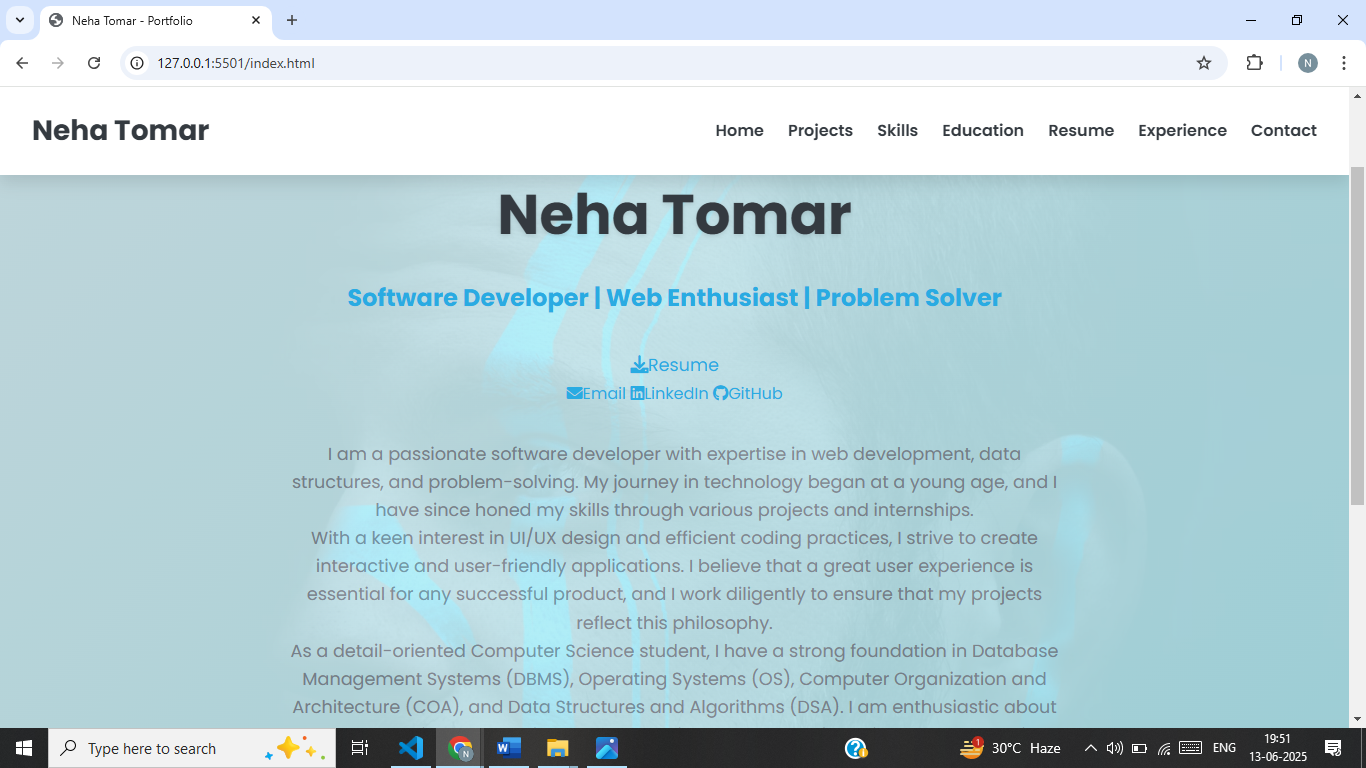 Neha Tomar - Portfolio
127.0.0.1:5501/index.html
N
Neha Tomar
Home Projects Skills Education Resume Experience Contact
Neha Tomar
Software Developer | Web Enthusiast | Problem Solver
Resume
Email LinkedIn GitHub
I am a passionate software developer with expertise in web development, data
structures, and problem-solving. My journey in technology began at a young age, and I
have since honed my skills through various projects and internships.
With a keen interest in UI/UX design and efficient coding practices, I strive to create
interactive and user-friendly applications. I believe that a great user experience is
essential for any successful product, and I work diligently to ensure that my projects
reflect this philosophy.
As a detail-oriented Computer Science student, I have a strong foundation in Database
Management Systems (DBMS), Operating Systems (OS), Computer Organization and
Architecture (COA), and Data Structures and Algorithms (DSA). I am enthusiastic about
Type here to search
N
W
1
30°C Haze
ENG
19:51
13-06-2025